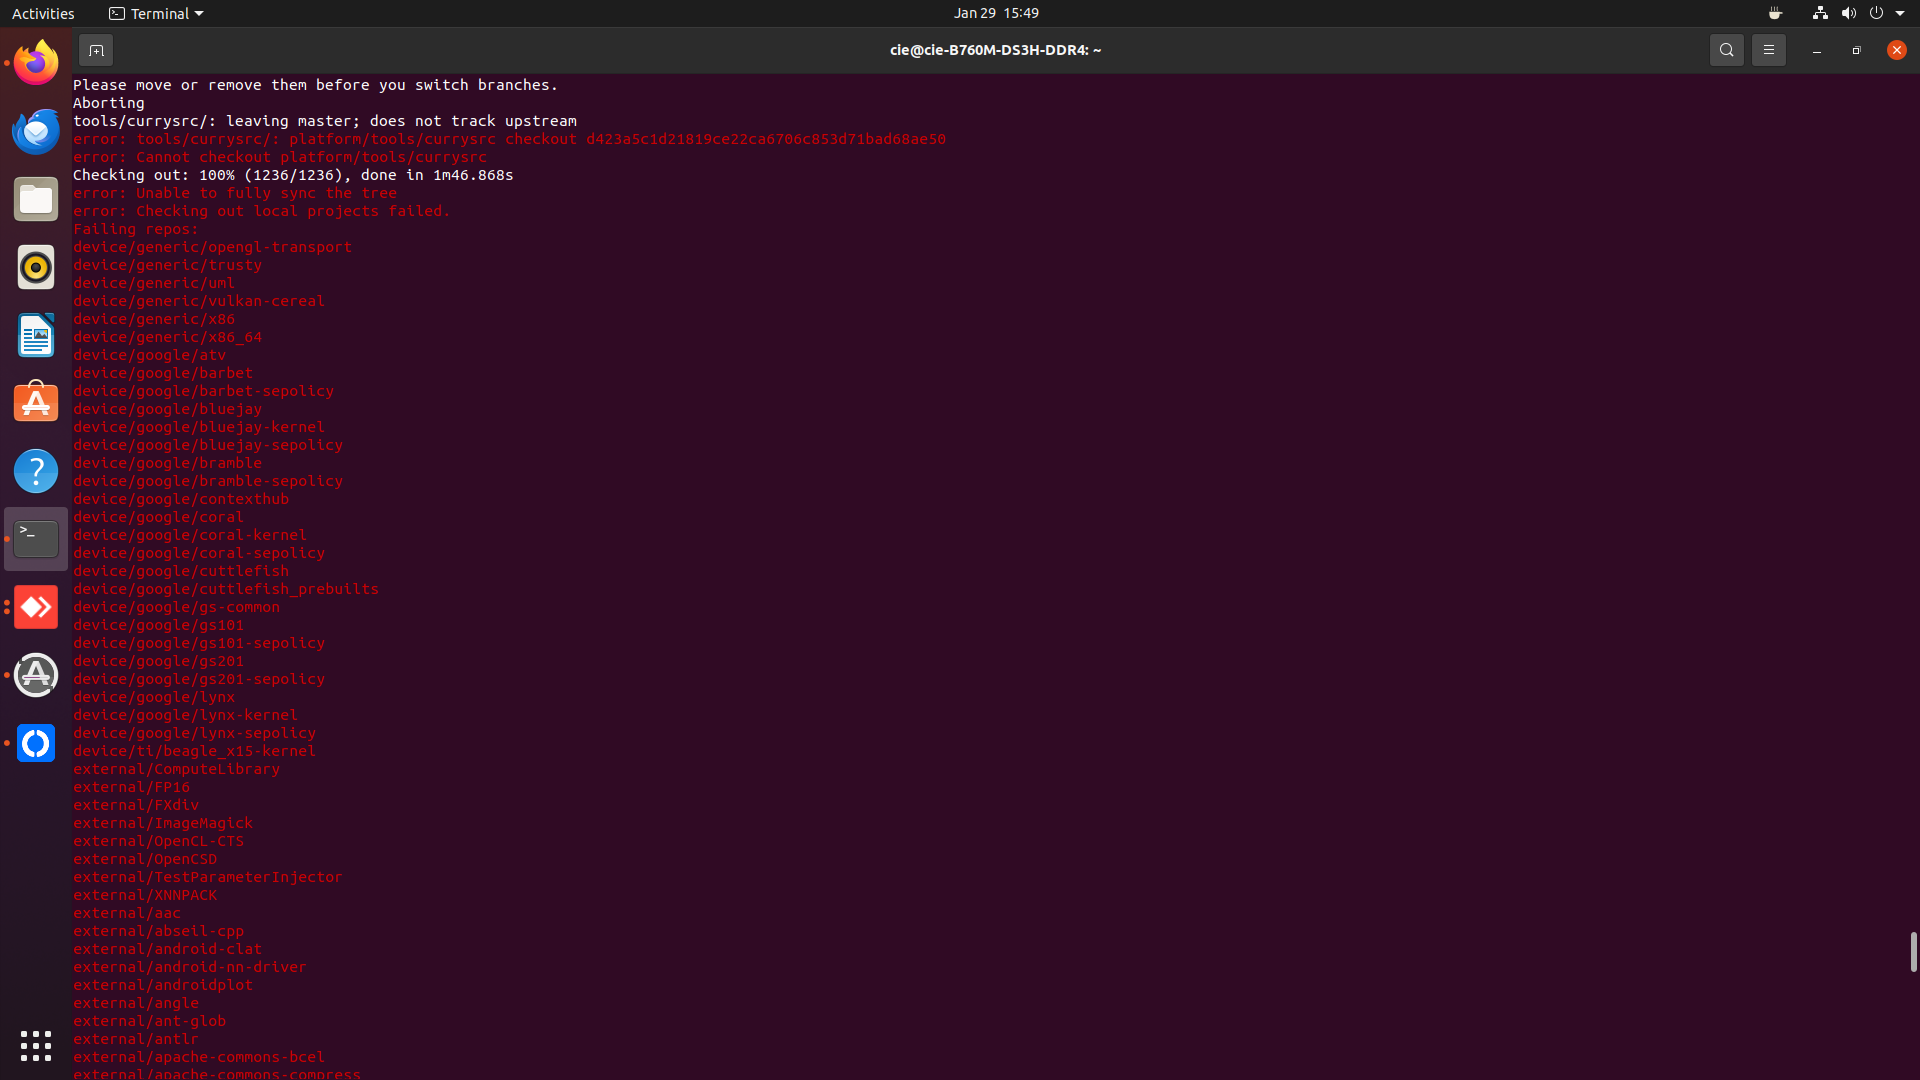 Activities
Terminal
Jan 29 15:49
cie@cie-B760M-DS3H-DDR4: ~
Please move or remove them before you switch branches.
Aborting
tools/currysrc/: leaving master; does not track upstream
error: tools/currysrc/: platform/tools/currysrc checkout d423a5c1d21819ce22ca6706c853d71bad68ae50
error: Cannot checkout platform/tools/currysrc
Checking out: 100% (1236/1236), done in 1m46.868s
error: Unable to fully sync the tree
error: Checking out local projects failed.
Failing repos:
device/generic/opengl-transport
device/generic/trusty
device/generic/uml
device/generic/vulkan-cereal
device/generic/x86
device/generic/x86_64
device/google/atv
device/google/barbet
device/google/barbet-sepolicy
device/google/bluejay
device/google/bluejay-kernel
device/google/bluejay-sepolicy
device/google/bramble
device/google/bramble-sepolicy
device/google/contexthub
device/google/coral
device/google/coral-kernel
device/google/coral-sepolicy
device/google/cuttlefish
device/google/cuttlefish_prebuilts
device/google/gs-common
device/google/gs101
device/google/gs101-sepolicy
device/google/gs201
device/google/gs201-sepolicy
device/google/lynx
device/google/lynx-kernel
device/google/lynx-sepolicy
device/ti/beagle_x15-kernel
external/ComputeLibrary
external/FP16
external/FXdiv
external/ImageMagick
external/OpenCL-CTS
external/OpenCSD
external/TestParameterInjector
external/XNNPACK
external/aac
external/abseil-cpp
external/android-clat
external/android-nn-driver
external/androidplot
external/angle
external/ant-glob
external/antlr
external/apache-commons-bcel
external/apache-commons-compress